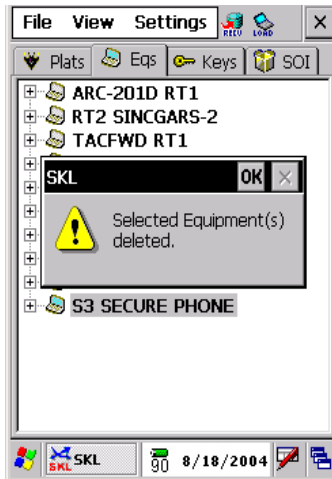 File View Settings RECV LOAD
Plats Eqs Keys SOI
ARC-201D RT1
RT2 SINCGARS-2
TACFWD RT1
SKL OK
Selected Equipment(s)
deleted.
S3 SECURE PHONE
SKL SKL 90 8/18/2004